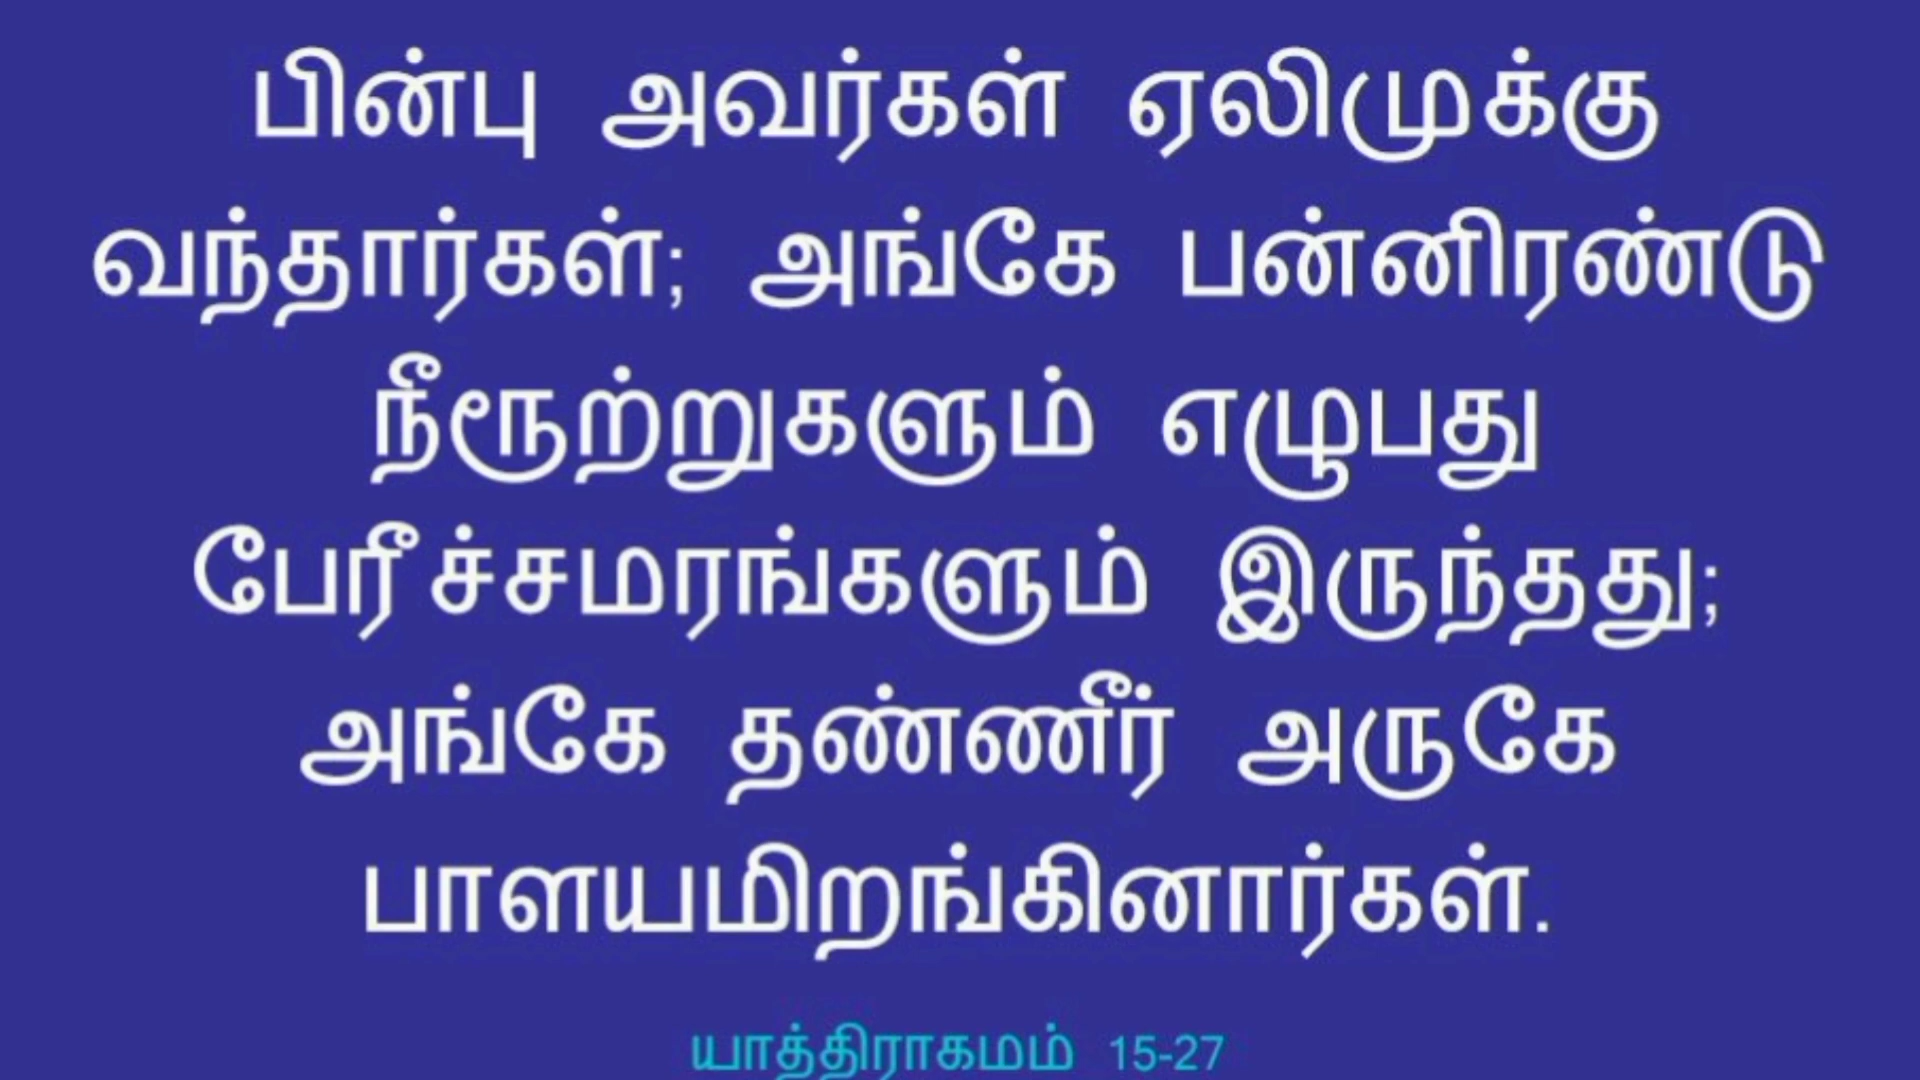 பின்பு அவர்கள் ஏலிமுக்கு
வந்தார்கள்; அங்கே பன்னிரண்டு
நீரூற்றுகளும் எழுபது
பேரீச்சமரங்களும் இருந்தது;
அங்கே தண்ணீர் அருகே
பாளயமிறங்கினார்கள்.
யாத்திராகமம் 15-27